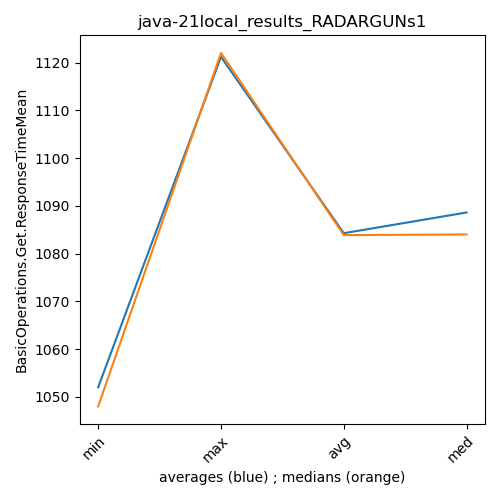 java-21local_results_RADARGUNs1
BasicOperations.Get.ResponseTimeMean
1120
1110
1100
1090
1080
1070
1060
1050
min
max
avg
med
averages (blue) ; medians (orange)